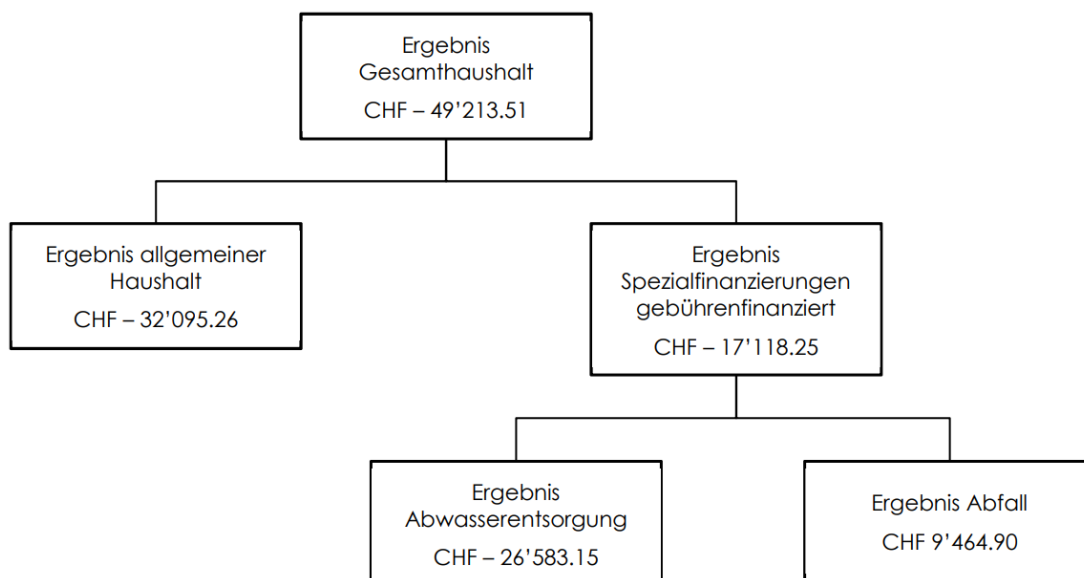 Ergebnis
Gesamthaushalt
CHF – 49’213.51
Ergebnis allgemeiner
Haushalt
CHF – 32’095.26
Ergebnis
Spezialfinanzierungen
gebührenfinanziert
CHF – 17’118.25
Ergebnis
Abwasserentsorgung
CHF – 26’583.15
Ergebnis Abfall
CHF 9’464.90